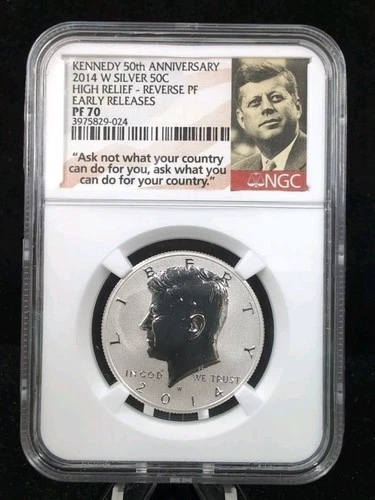 KENNEDY 50th ANNIVERSARY
2014 W SILVER 50C
HIGH RELIEF - REVERSE PF
EARLY RELEASES
PF 70
3975829-024
"Ask not what your country
can do for you, ask what you
can do for your country."
NGC
LIBERTY
IN GOD WE TRUST
W
2014